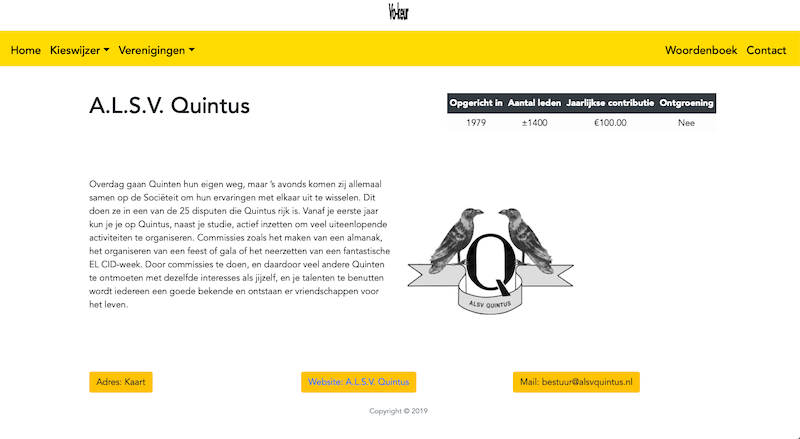 Vo-keur
Home Kieswijzer Verenigingen Woordenboek Contact
A.L.S.V. Quintus
Opgericht in Aantal leden Jaarlijkse contributie Ontgroening
1979 ±1400 €100.00 Nee
Overdag gaan Quinten hun eigen weg, maar 's avonds komen zij allemaal
samen op de Sociëteit om hun ervaringen met elkaar uit te wisselen. Dit
doen ze in een van de 25 disputen die Quintus rijk is. Vanaf je eerste jaar
kun je je op Quintus, naast je studie, actief inzetten om veel uiteenlopende
activiteiten te organiseren. Commissies zoals het maken van een almanak,
het organiseren van een feest of gala of het neerzetten van een fantastische
EL CID-week. Door commissies te doen, en daardoor veel andere Quinten
te ontmoeten met dezelfde interesses als jijzelf, en je talenten te benutten
wordt iedereen een goede bekende en ontstaan er vriendschappen voor
het leven.
Q
ALSV QUINTUS
Adres: Kaart
Website: A.L.S.V. Quintus
Mail: bestuur@alsvquintus.nl
Copyright © 2019